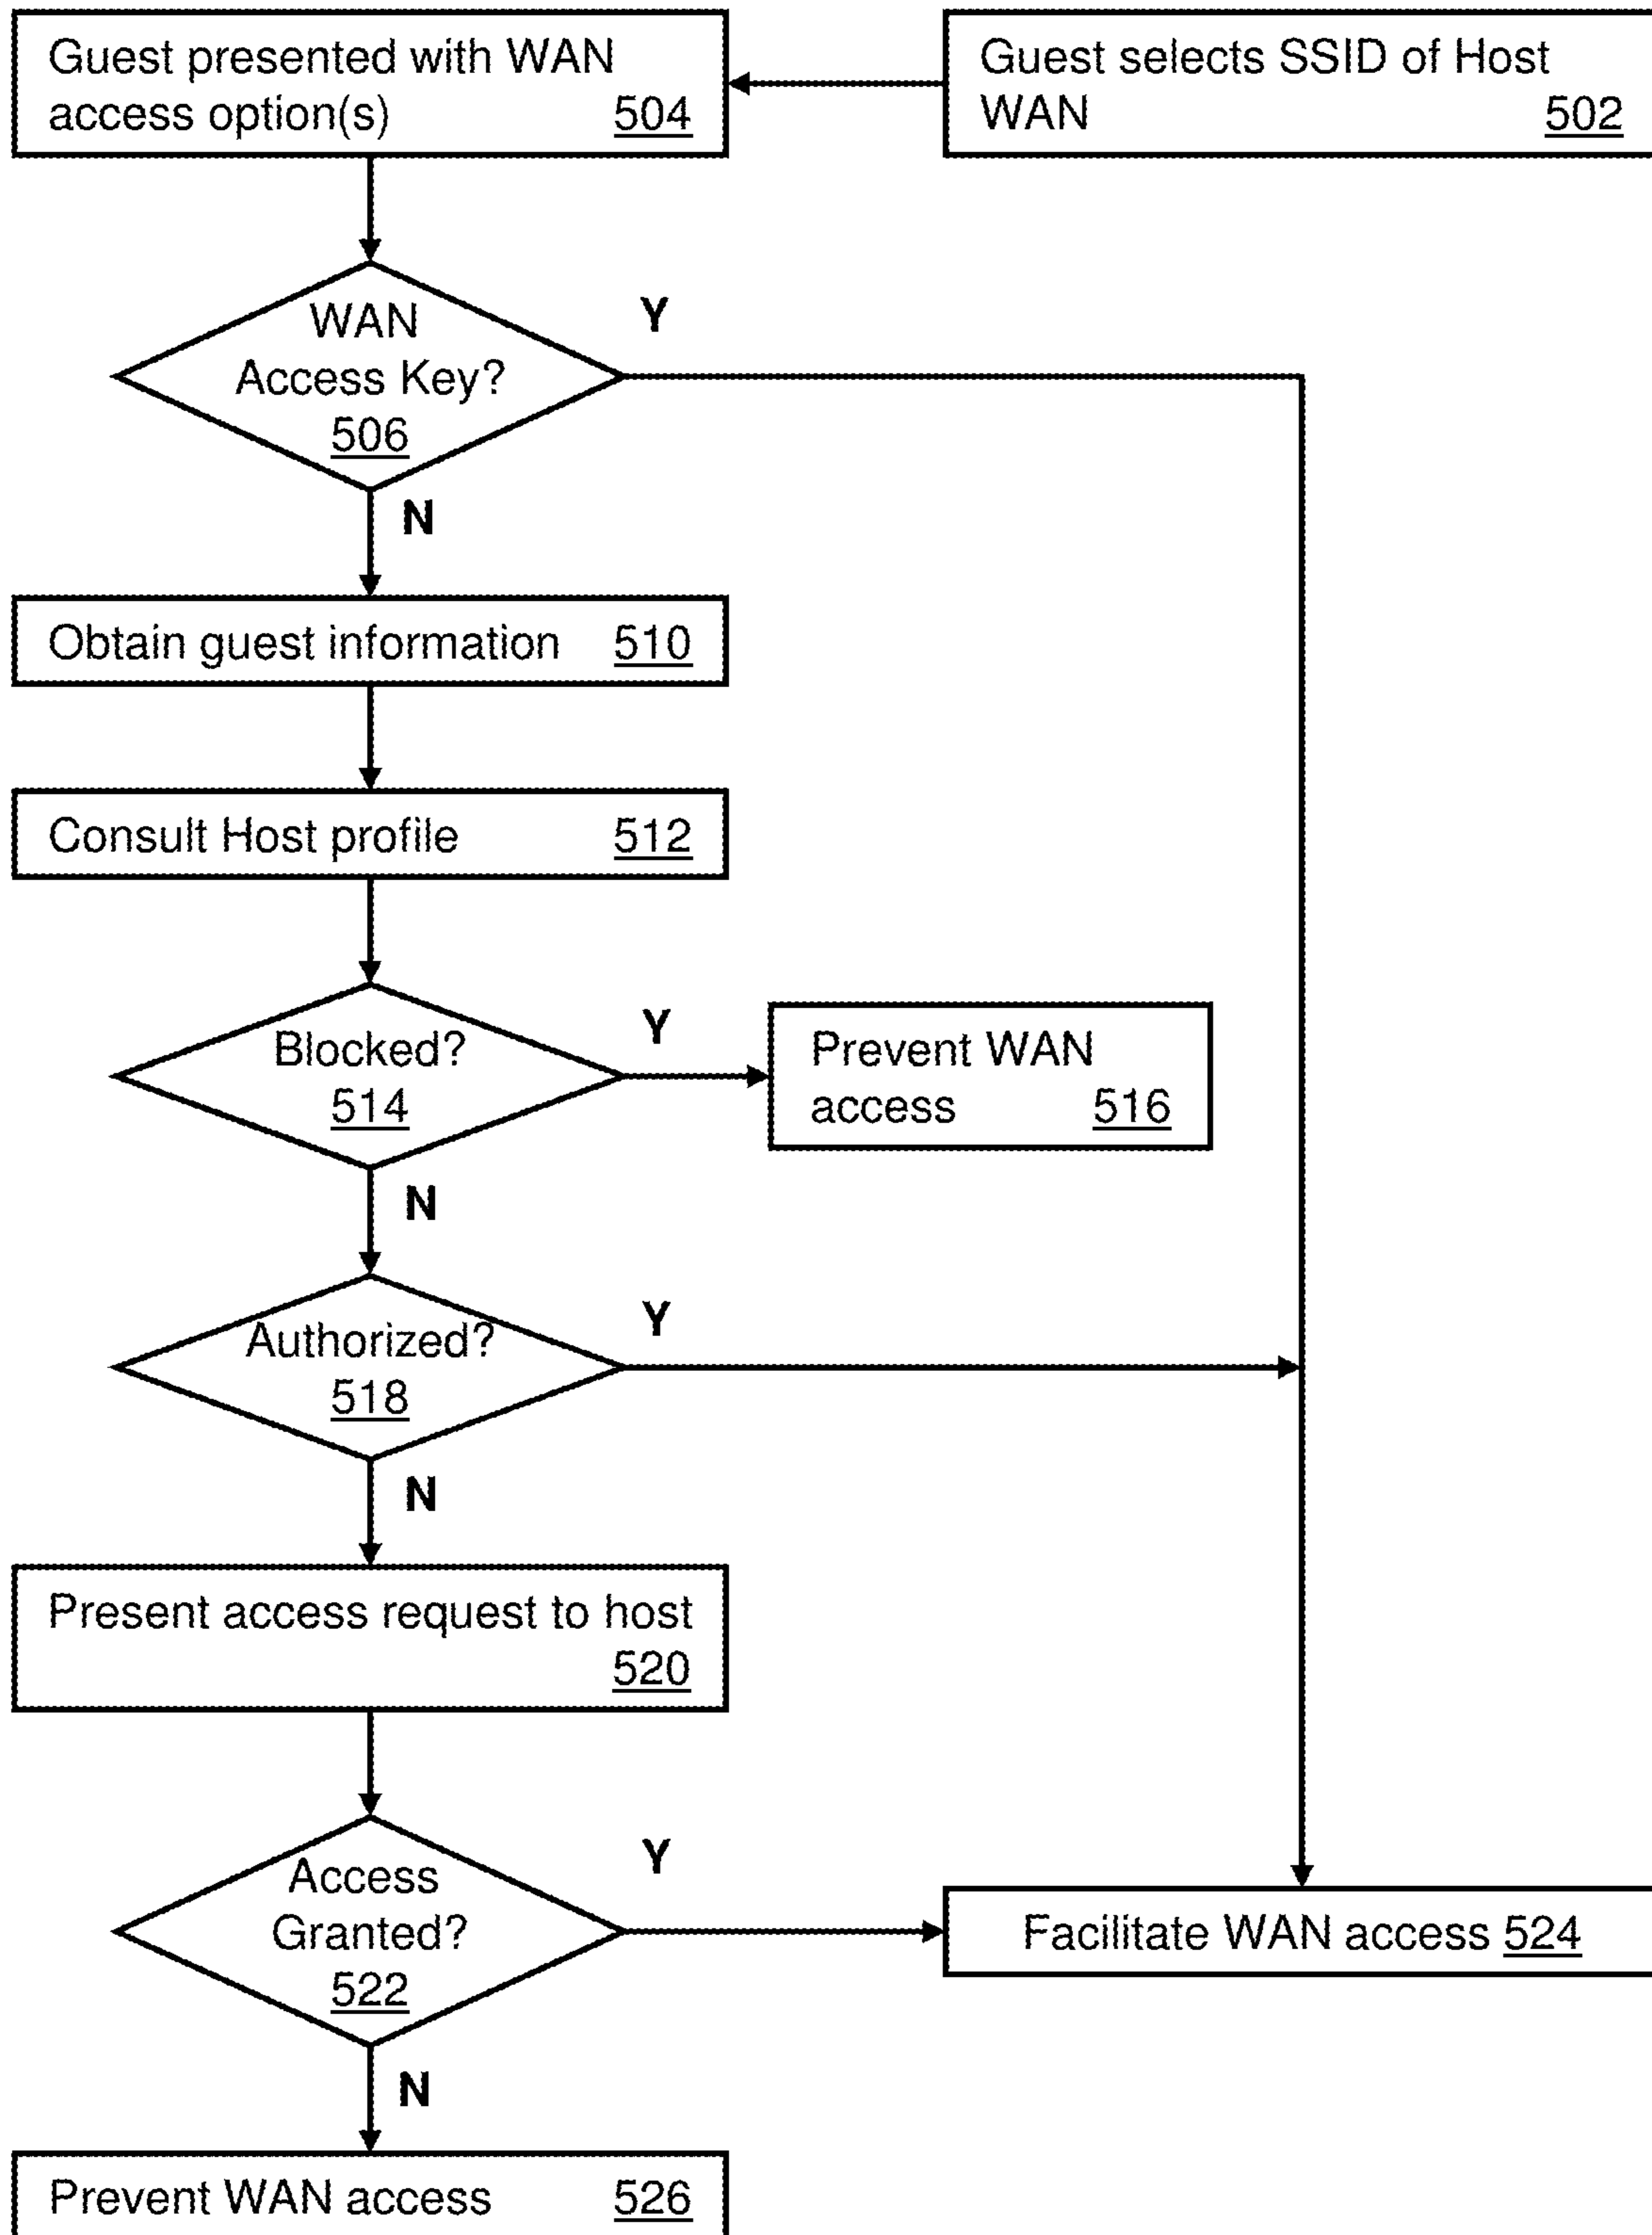 Guest presented with WAN
access option(s) 504
Guest selects SSID of Host
WAN 502
WAN
Access Key?
506
Y
N
Obtain guest information 510
Consult Host profile 512
Blocked?
514
Y
Prevent WAN
access 516
N
Authorized?
518
Y
N
Present access request to host
520
Access
Granted?
522
Y
Facilitate WAN access 524
N
Prevent WAN access 526